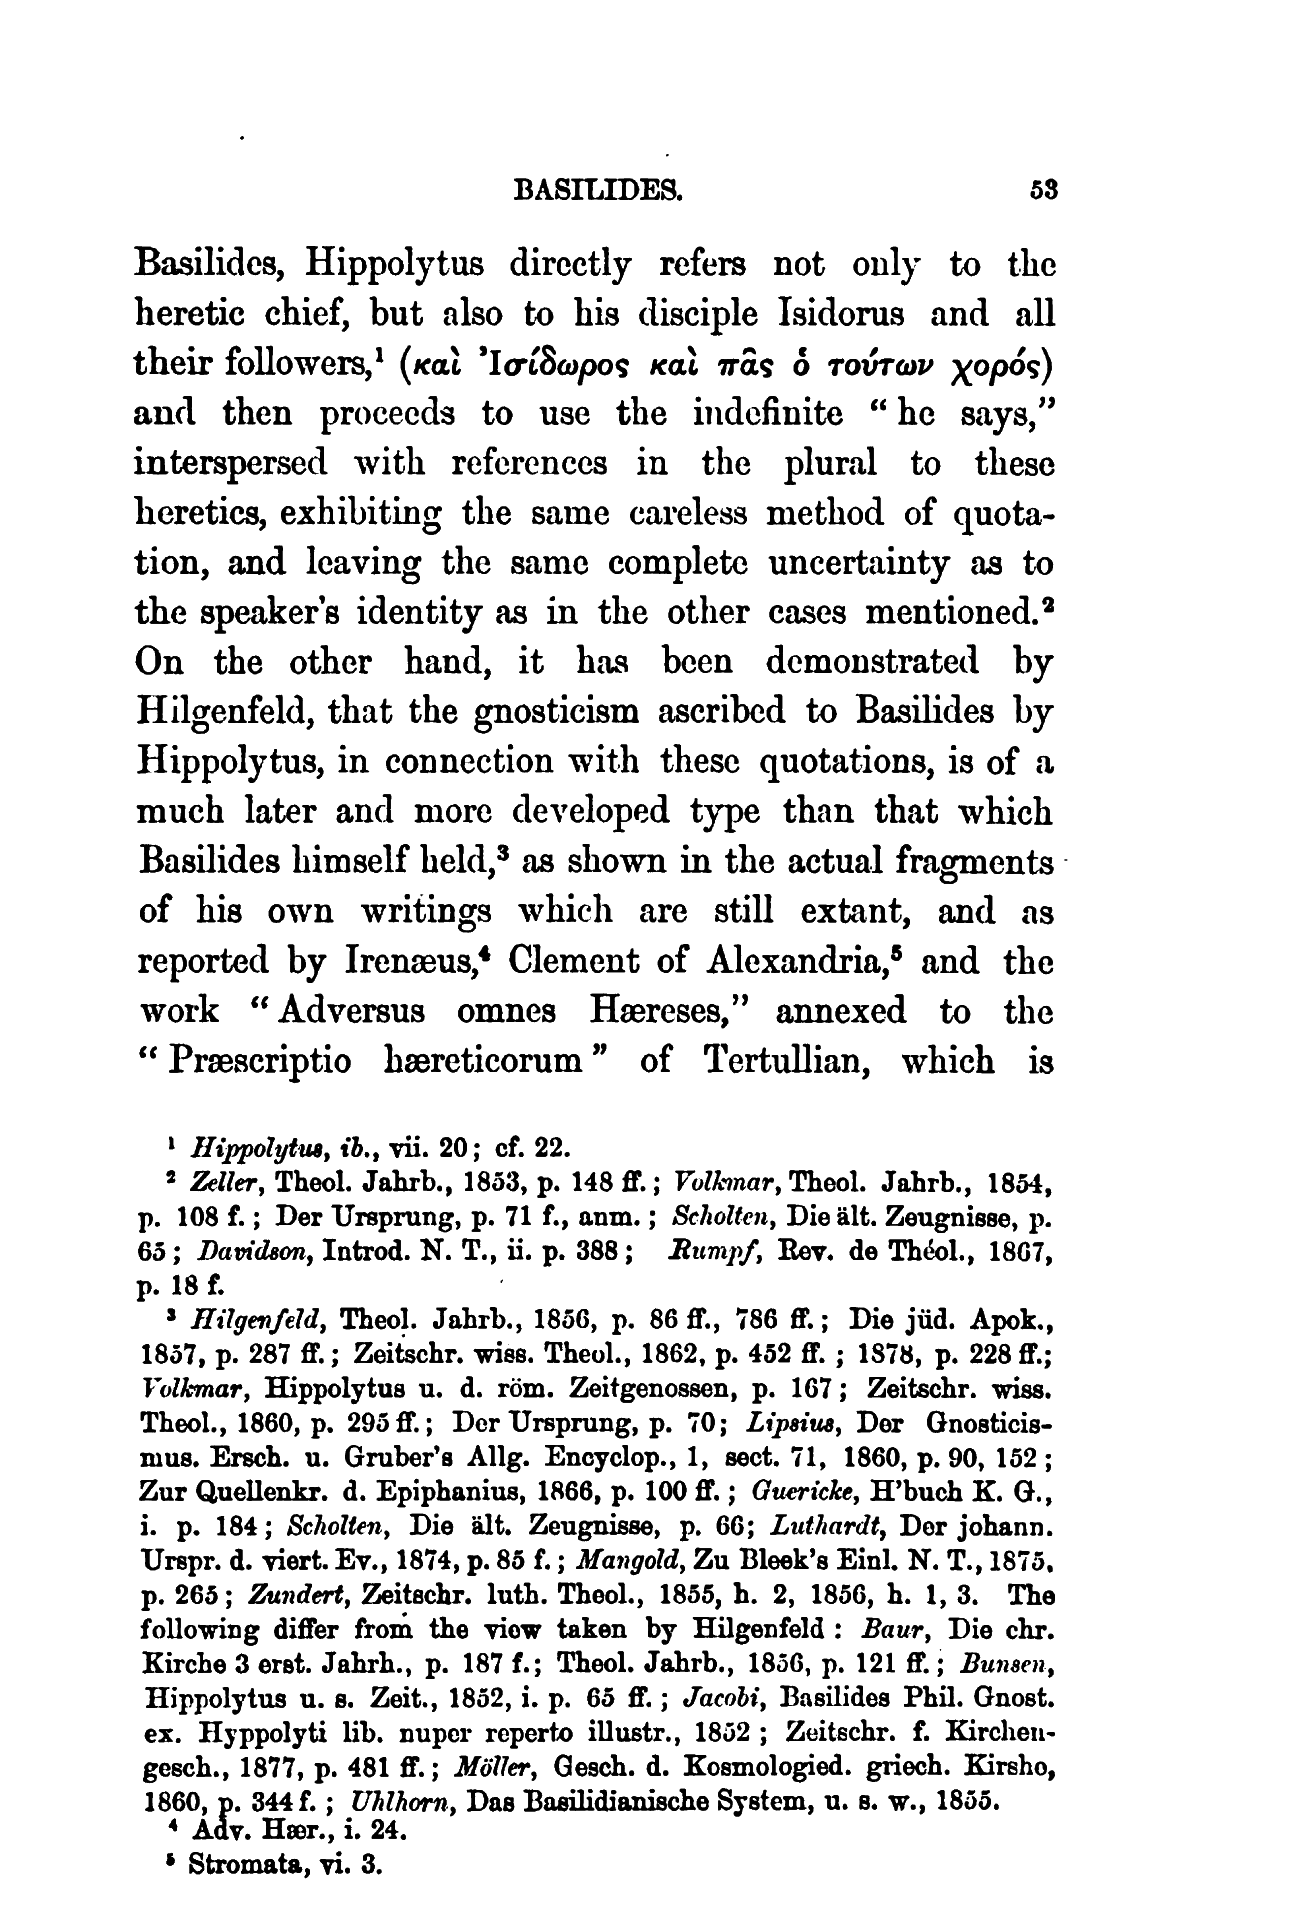 BASILIDES. 53
Basilides, Hippolytus directly refers not only to the
heretic chief, but also to his disciple Isidorus and all
their followers,¹ (καὶ Ἰσίδωρος καὶ πᾶς ὁ τούτων χορός)
and then proceeds to use the indefinite “he says,”
interspersed with references in the plural to these
heretics, exhibiting the same careless method of quota-
tion, and leaving the same complete uncertainty as to
the speaker’s identity as in the other cases mentioned.²
On the other hand, it has been demonstrated by
Hilgenfeld, that the gnosticism ascribed to Basilides by
Hippolytus, in connection with these quotations, is of a
much later and more developed type than that which
Basilides himself held,³ as shown in the actual fragments
of his own writings which are still extant, and as
reported by Irenæus,⁴ Clement of Alexandria,⁵ and the
work “Adversus omnes Hæreses,” annexed to the
“Præscriptio hæreticorum” of Tertullian, which is
¹ Hippolytus, ib., vii. 20; cf. 22.
² Zeller, Theol. Jahrb., 1853, p. 148 ff.; Volkmar, Theol. Jahrb., 1854,
p. 108 f.; Der Ursprung, p. 71 f., anm.; Scholten, Die ält. Zeugnisse, p.
65; Davidson, Introd. N. T., ii. p. 388; Rumpf, Rev. de Théol., 1867,
p. 18 f.
³ Hilgenfeld, Theol. Jahrb., 1856, p. 86 ff., 786 ff.; Die jüd. Apok.,
1857, p. 287 ff.; Zeitschr. wiss. Theol., 1862, p. 452 ff.; 1878, p. 228 ff.;
Volkmar, Hippolytus u. d. röm. Zeitgenossen, p. 167; Zeitschr. wiss.
Theol., 1860, p. 295 ff.; Der Ursprung, p. 70; Lipsius, Der Gnosticis-
mus. Ersch. u. Gruber’s Allg. Encyclop., 1, sect. 71, 1860, p. 90, 152;
Zur Quellenkr. d. Epiphanius, 1866, p. 100 ff.; Guericke, H’buch K. G.,
i. p. 184; Scholten, Die ält. Zeugnisse, p. 66; Luthardt, Der johann.
Urspr. d. viert. Ev., 1874, p. 85 f.; Mangold, Zu Bleek’s Einl. N. T., 1875,
p. 265; Zundert, Zeitschr. luth. Theol., 1855, h. 2, 1856, h. 1, 3. The
following differ from the view taken by Hilgenfeld: Baur, Die chr.
Kirche 3 erst. Jahrh., p. 187 f.; Theol. Jahrb., 1856, p. 121 ff.; Bunsen,
Hippolytus u. s. Zeit., 1852, i. p. 65 ff.; Jacobi, Basilides Phil. Gnost.
ex. Hyppolyti lib. nuper reperto illustr., 1852; Zeitschr. f. Kirchen-
gesch., 1877, p. 481 ff.; Möller, Gesch. d. Kosmologied. griech. Kirsho,
1860, p. 344 f.; Uhlhorn, Das Basilidianische System, u. s. w., 1855.
⁴ Adv. Hær., i. 24.
⁵ Stromata, vi. 3.